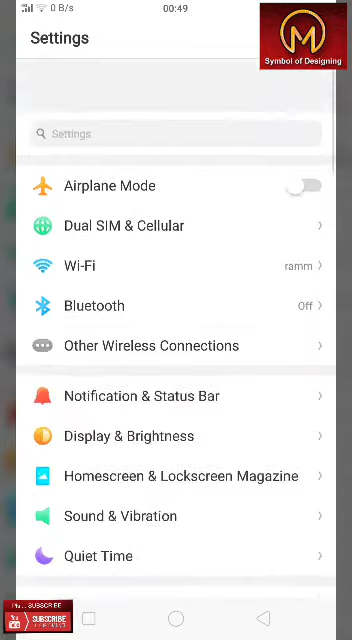 0 B/s
00:49
Symbol of Designing
Settings
Settings
Airplane Mode
Dual SIM & Cellular
Wi-Fi
ramm
Bluetooth
Off
Other Wireless Connections
Notification & Status Bar
Display & Brightness
Homescreen & Lockscreen Magazine
Sound & Vibration
Quiet Time
SUBSCRIBE
SUBSCRIBE